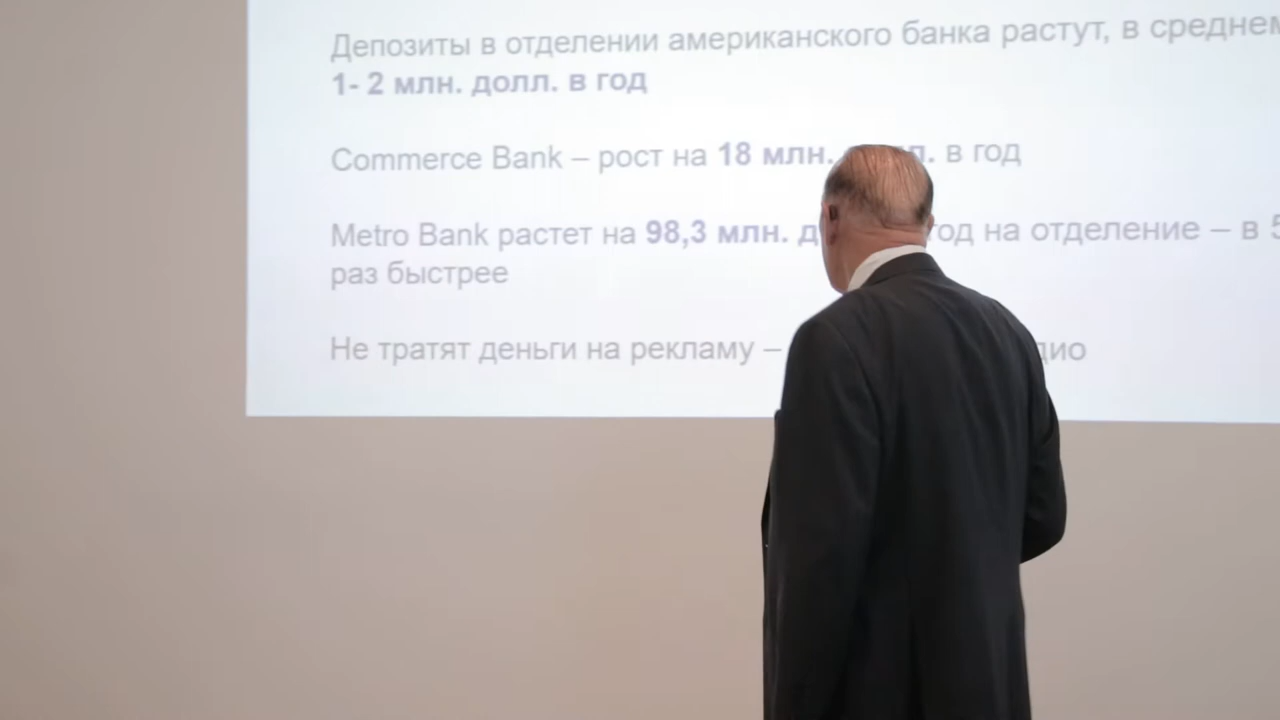 Депозиты в отделении американского банка растут, в среднем
1- 2 млн. долл. в год
Commerce Bank – рост на 18 млн. в год
Metro Bank растет на 98,3 млн. год на отделение – в
раз быстрее
Не тратят деньги на рекламу –